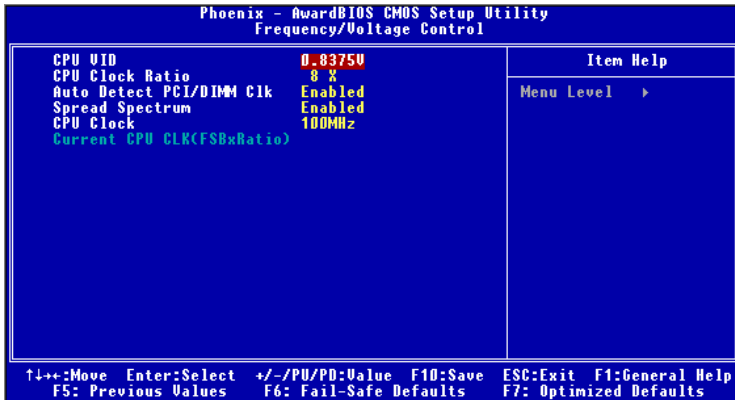 Phoenix - AwardBIOS CMOS Setup Utility
Frequency/Voltage Control
CPU VID 0.8375V
CPU Clock Ratio 8 X
Auto Detect PCI/DIMM Clk Enabled
Spread Spectrum Enabled
CPU Clock 100MHz
Current CPU CLK(FSBxRatio)
Item Help
Menu Level ▸
↑↓→←:Move Enter:Select +/-/PU/PD:Value F10:Save ESC:Exit F1:General Help
F5: Previous Values F6: Fail-Safe Defaults F7: Optimized Defaults